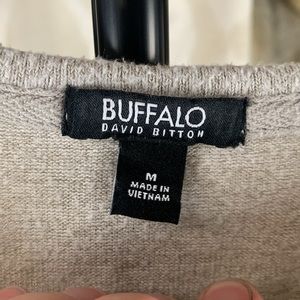 BUFFALO
DAVID BITTON
M
MADE IN
VIETNAM